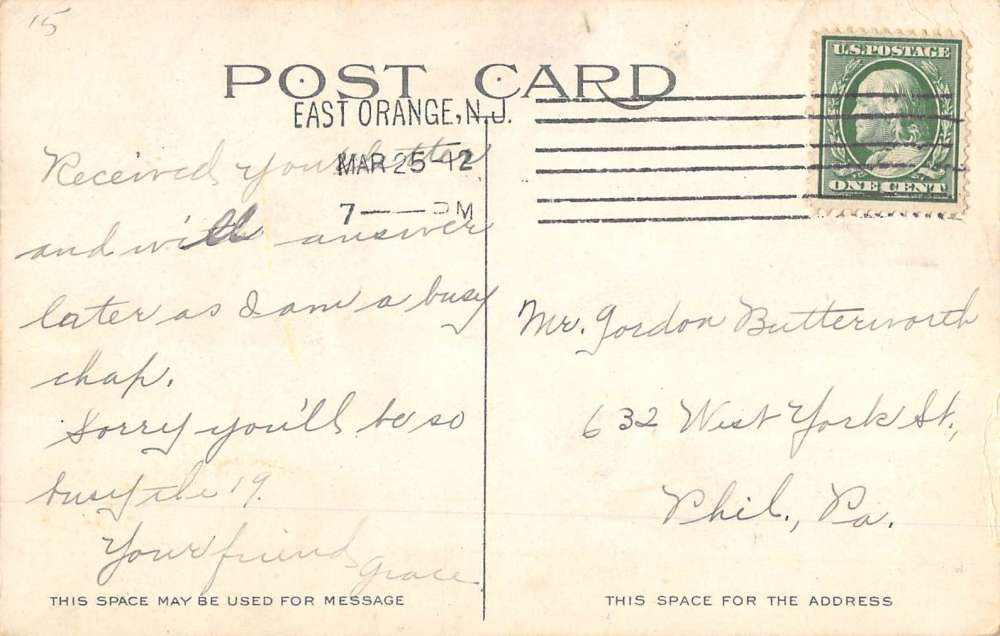 15
U.S. POSTAGE
POST CARD
EAST ORANGE, N.J.
MAR 25-12
7 — PM
ONE CENT
Received your letter
and will answer
later as I am a busy
chap.
Sorry you'll be so
busy the 19.
Your friend,
Grace
Mr. Gordon Butterworth
632 West York St.,
Phil., Pa.
THIS SPACE MAY BE USED FOR MESSAGE
THIS SPACE FOR THE ADDRESS